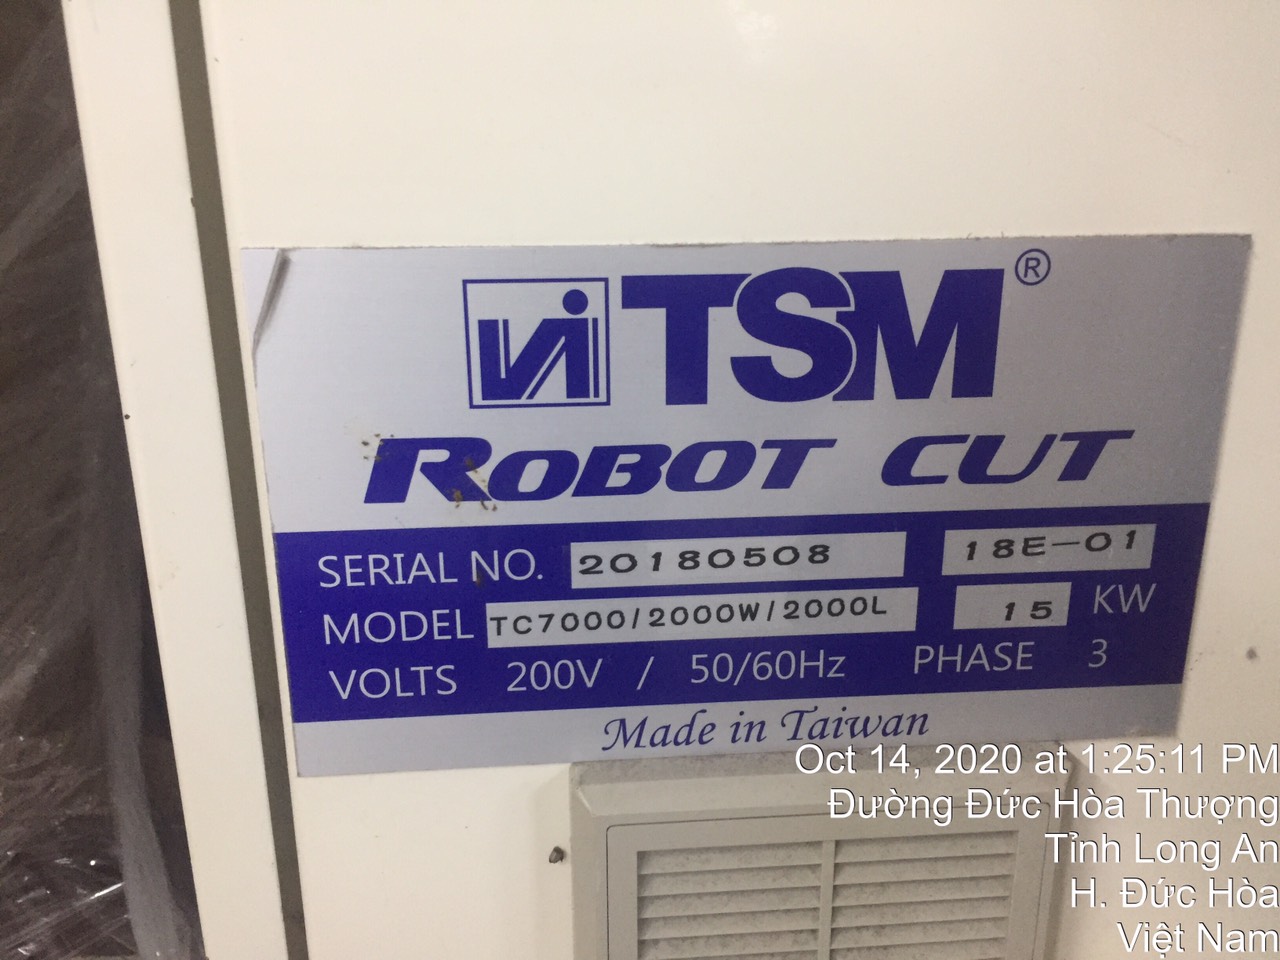 TSM®
ROBOT CUT
SERIAL NO. 20180508 18E-01
MODEL TC7000/2000W/2000L 15 KW
VOLTS 200V / 50/60Hz PHASE 3
Made in Taiwan
Oct 14, 2020 at 1:25:11 PM
Đường Đức Hòa Thượng
Tỉnh Long An
H. Đức Hòa
Việt Nam